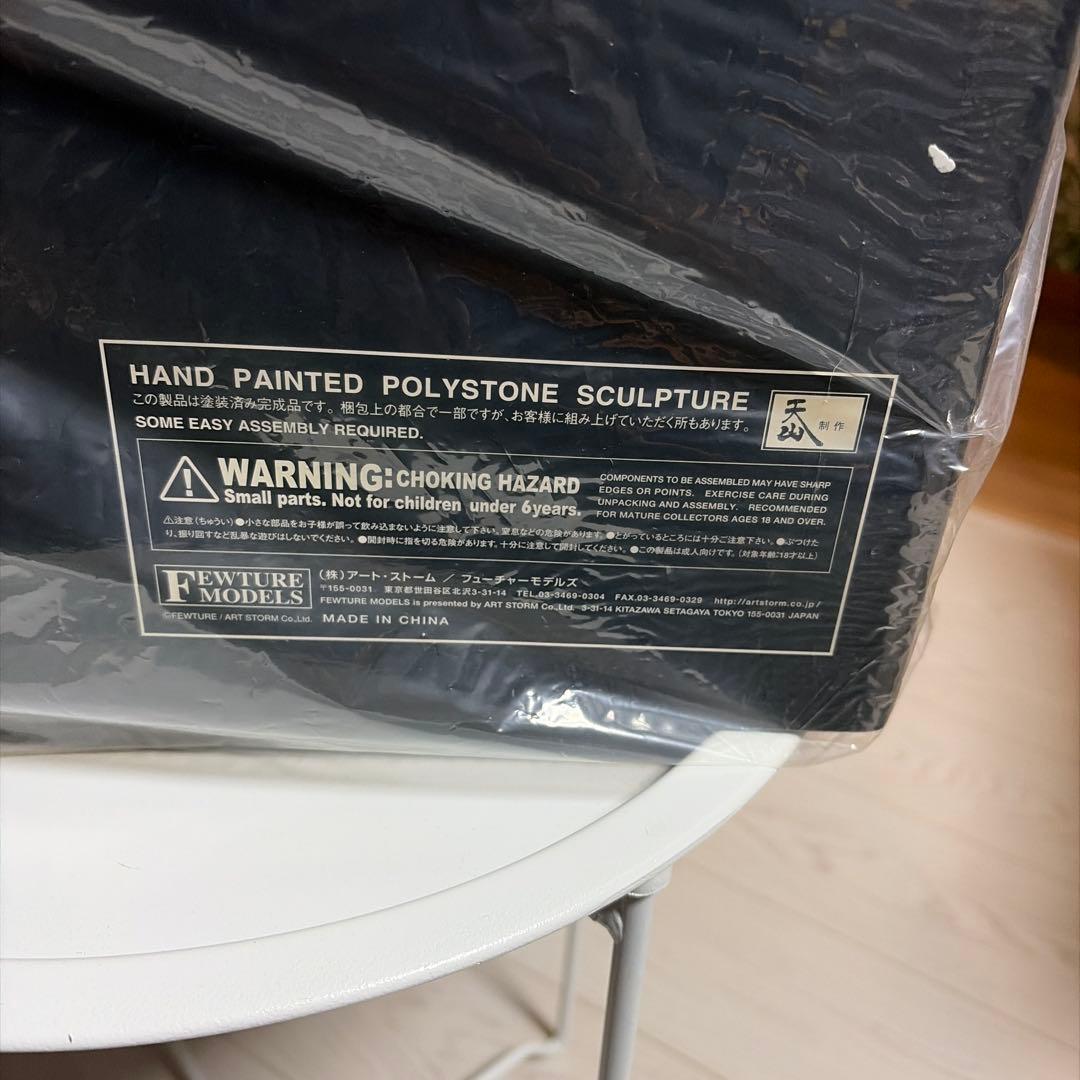 HAND PAINTED POLYSTONE SCULPTURE
この製品は塗装済み完成品です。梱包上の都合で一部ですが、お客様に組み上げていただく所もあります。
SOME EASY ASSEMBLY REQUIRED.
天山 制作
WARNING: CHOKING HAZARD
Small parts. Not for children under 6years.
COMPONENTS TO BE ASSEMBLED MAY HAVE SHARP
EDGES OR POINTS. EXERCISE CARE DURING
UNPACKING AND ASSEMBLY. RECOMMENDED
FOR MATURE COLLECTORS AGES 18 AND OVER.
⚠注意(ちゅうい)●小さな部品をお子様が誤って飲み込まないように注意して下さい。窒息などの危険があります。●とがっているところには十分ご注意下さい。●ぶつけた
り、振り回すなど乱暴な遊びはしないでください。●開封時に指を切る危険があります。十分に注意して開封してください。●この製品は成人向けです。(対象年齢:18才以上)
FEWTURE
MODELS
(株)アート・ストーム / フューチャーモデルズ
〒155-0031 東京都世田谷区北沢3-31-14 TEL.03-3469-0304 FAX.03-3469-0329 http://artstorm.co.jp/
FEWTURE MODELS is presented by ART STORM Co.,Ltd. 3-31-14 KITAZAWA SETAGAYA TOKYO 155-0031 JAPAN
©FEWTURE / ART STORM Co.,Ltd. MADE IN CHINA